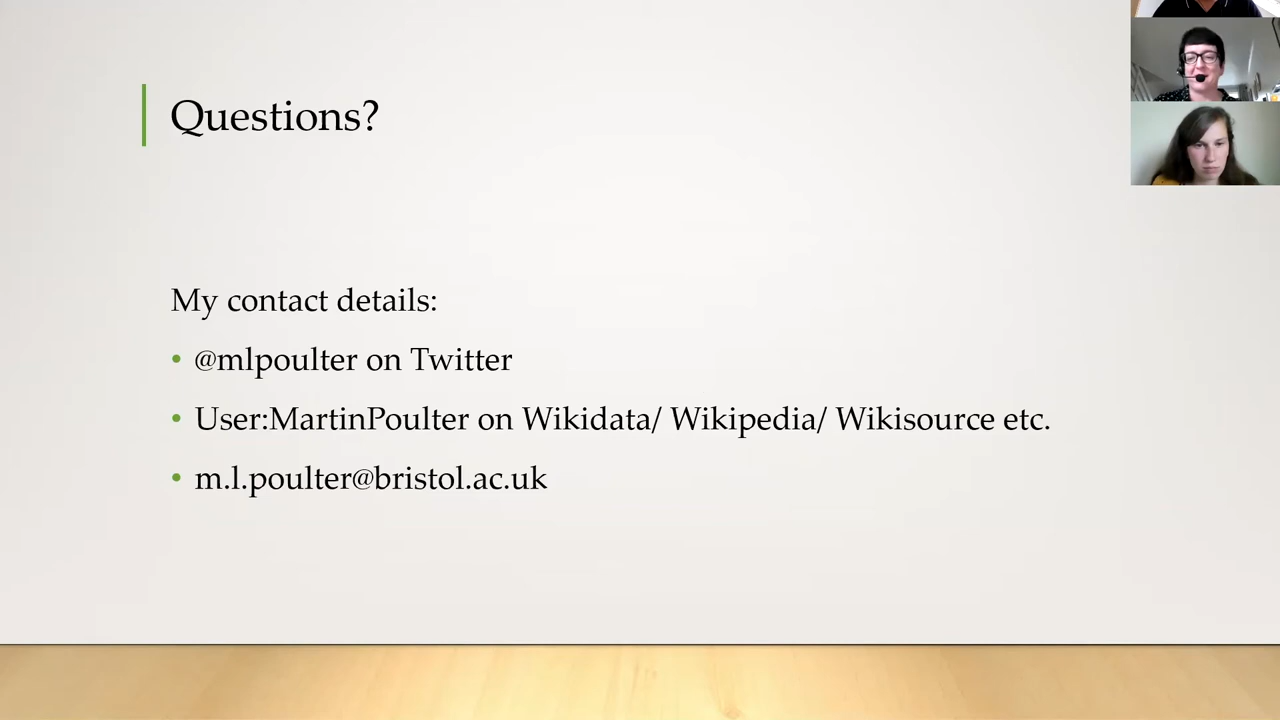 Questions?
My contact details:
• @mlpoulter on Twitter
• User:MartinPoulter on Wikidata/ Wikipedia/ Wikisource etc.
• m.l.poulter@bristol.ac.uk